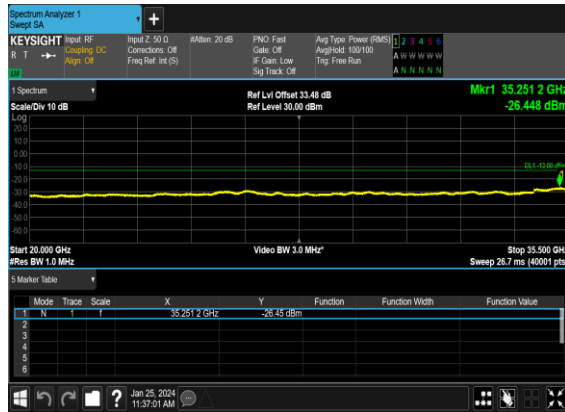 Spectrum Analyzer 1
Swept SA
+
KEYSIGHT Input: RF Input Z: 50 Ω #Atten: 20 dB PNO: Fast Avg Type: Power (RMS) 1 2 3 4 5 6
R T Coupling: DC Corrections: Off Gate: Off Avg|Hold: 100/100 A W W W W W
Align: Off Freq Ref: Int (S) IF Gain: Low Trig: Free Run
LW Sig Track: Off A N N N N N
1 Spectrum Ref Lvl Offset 33.48 dB Mkr1 35.251 2 GHz
Scale/Div 10 dB Ref Level 30.00 dBm -26.448 dBm
Log
20.0
10.0
0.00
-10.0 DL1 -13.00 dBm
-20.0
-30.0
-40.0
-50.0
-60.0
Start 20.000 GHz Video BW 3.0 MHz* Stop 35.500 GHz
#Res BW 1.0 MHz Sweep 26.7 ms (40001 pts)
5 Marker Table
Mode Trace Scale X Y Function Function Width Function Value
1 N 1 f 35.251 2 GHz -26.45 dBm
2
3
4
5
6
? Jan 25, 2024
11:37:01 AM